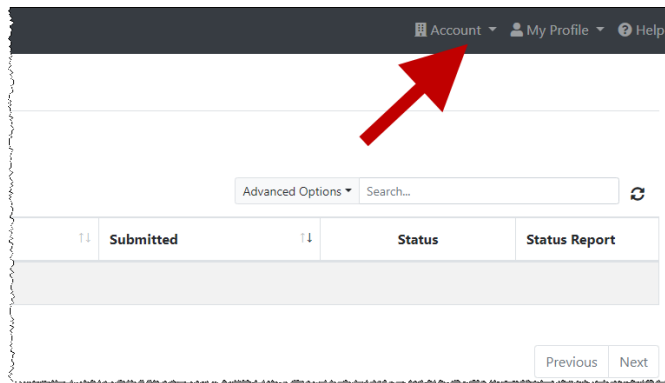 Account My Profile Help
Advanced Options Search...
Submitted Status Status Report
Previous Next